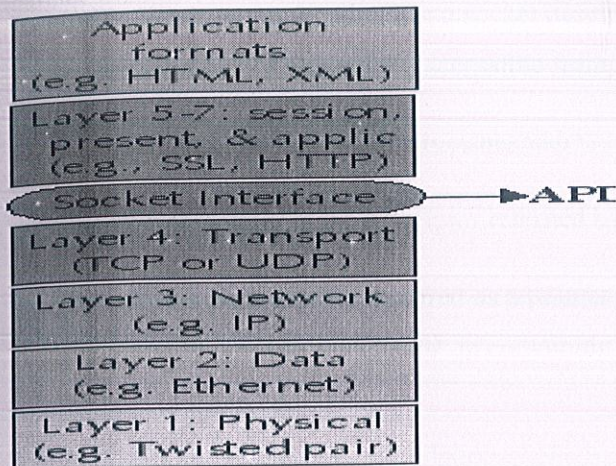 Application
formats
(e.g. HTML, XML)
Layer 5-7: session,
present, & applic
(e.g., SSL, HTTP)
Socket Interface
API
Layer 4: Transport
(TCP or UDP)
Layer 3: Network
(e.g. IP)
Layer 2: Data
(e.g. Ethernet)
Layer 1: Physical
(e.g. Twisted pair)